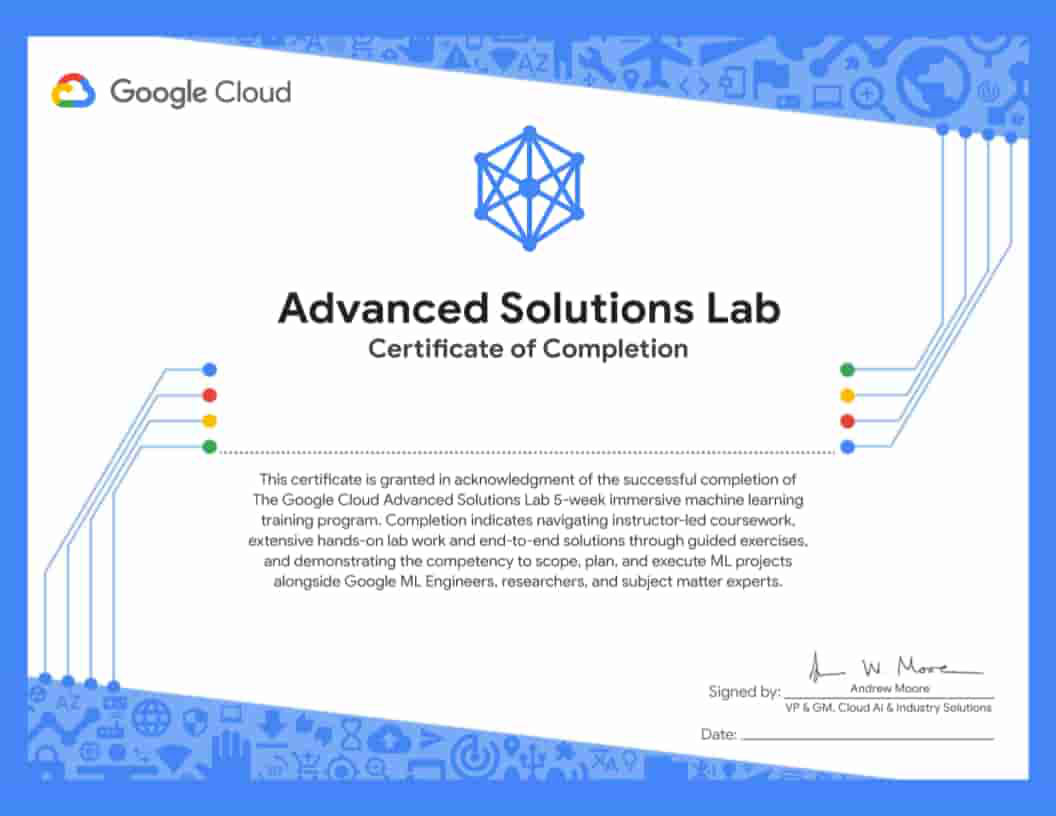 Google Cloud
Advanced Solutions Lab
Certificate of Completion
This certificate is granted in acknowledgment of the successful completion of
The Google Cloud Advanced Solutions Lab 5-week immersive machine learning
training program. Completion indicates navigating instructor-led coursework,
extensive hands-on lab work and end-to-end solutions through guided exercises,
and demonstrating the competency to scope, plan, and execute ML projects
alongside Google ML Engineers, researchers, and subject matter experts.
W. Moore
Signed by: Andrew Moore
VP & GM, Cloud AI & Industry Solutions
Date:
AZ
AZ